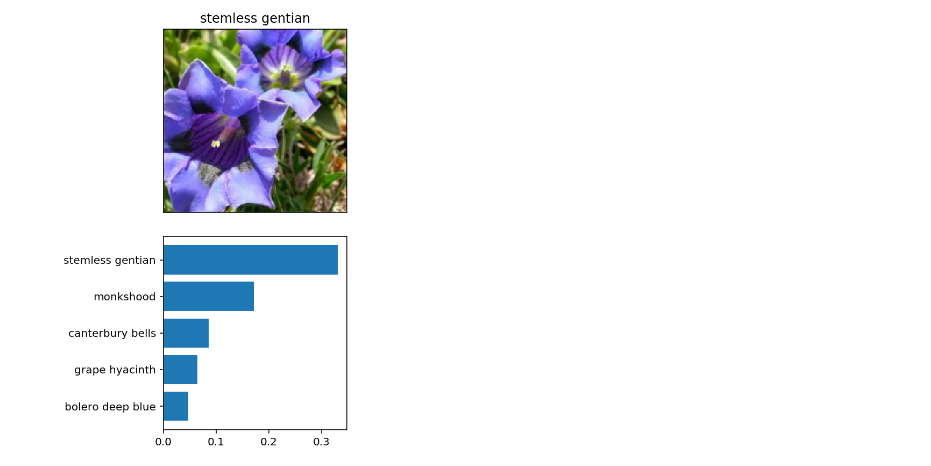 stemless gentian
stemless gentian
monkshood
canterbury bells
grape hyacinth
bolero deep blue
0.0 0.1 0.2 0.3